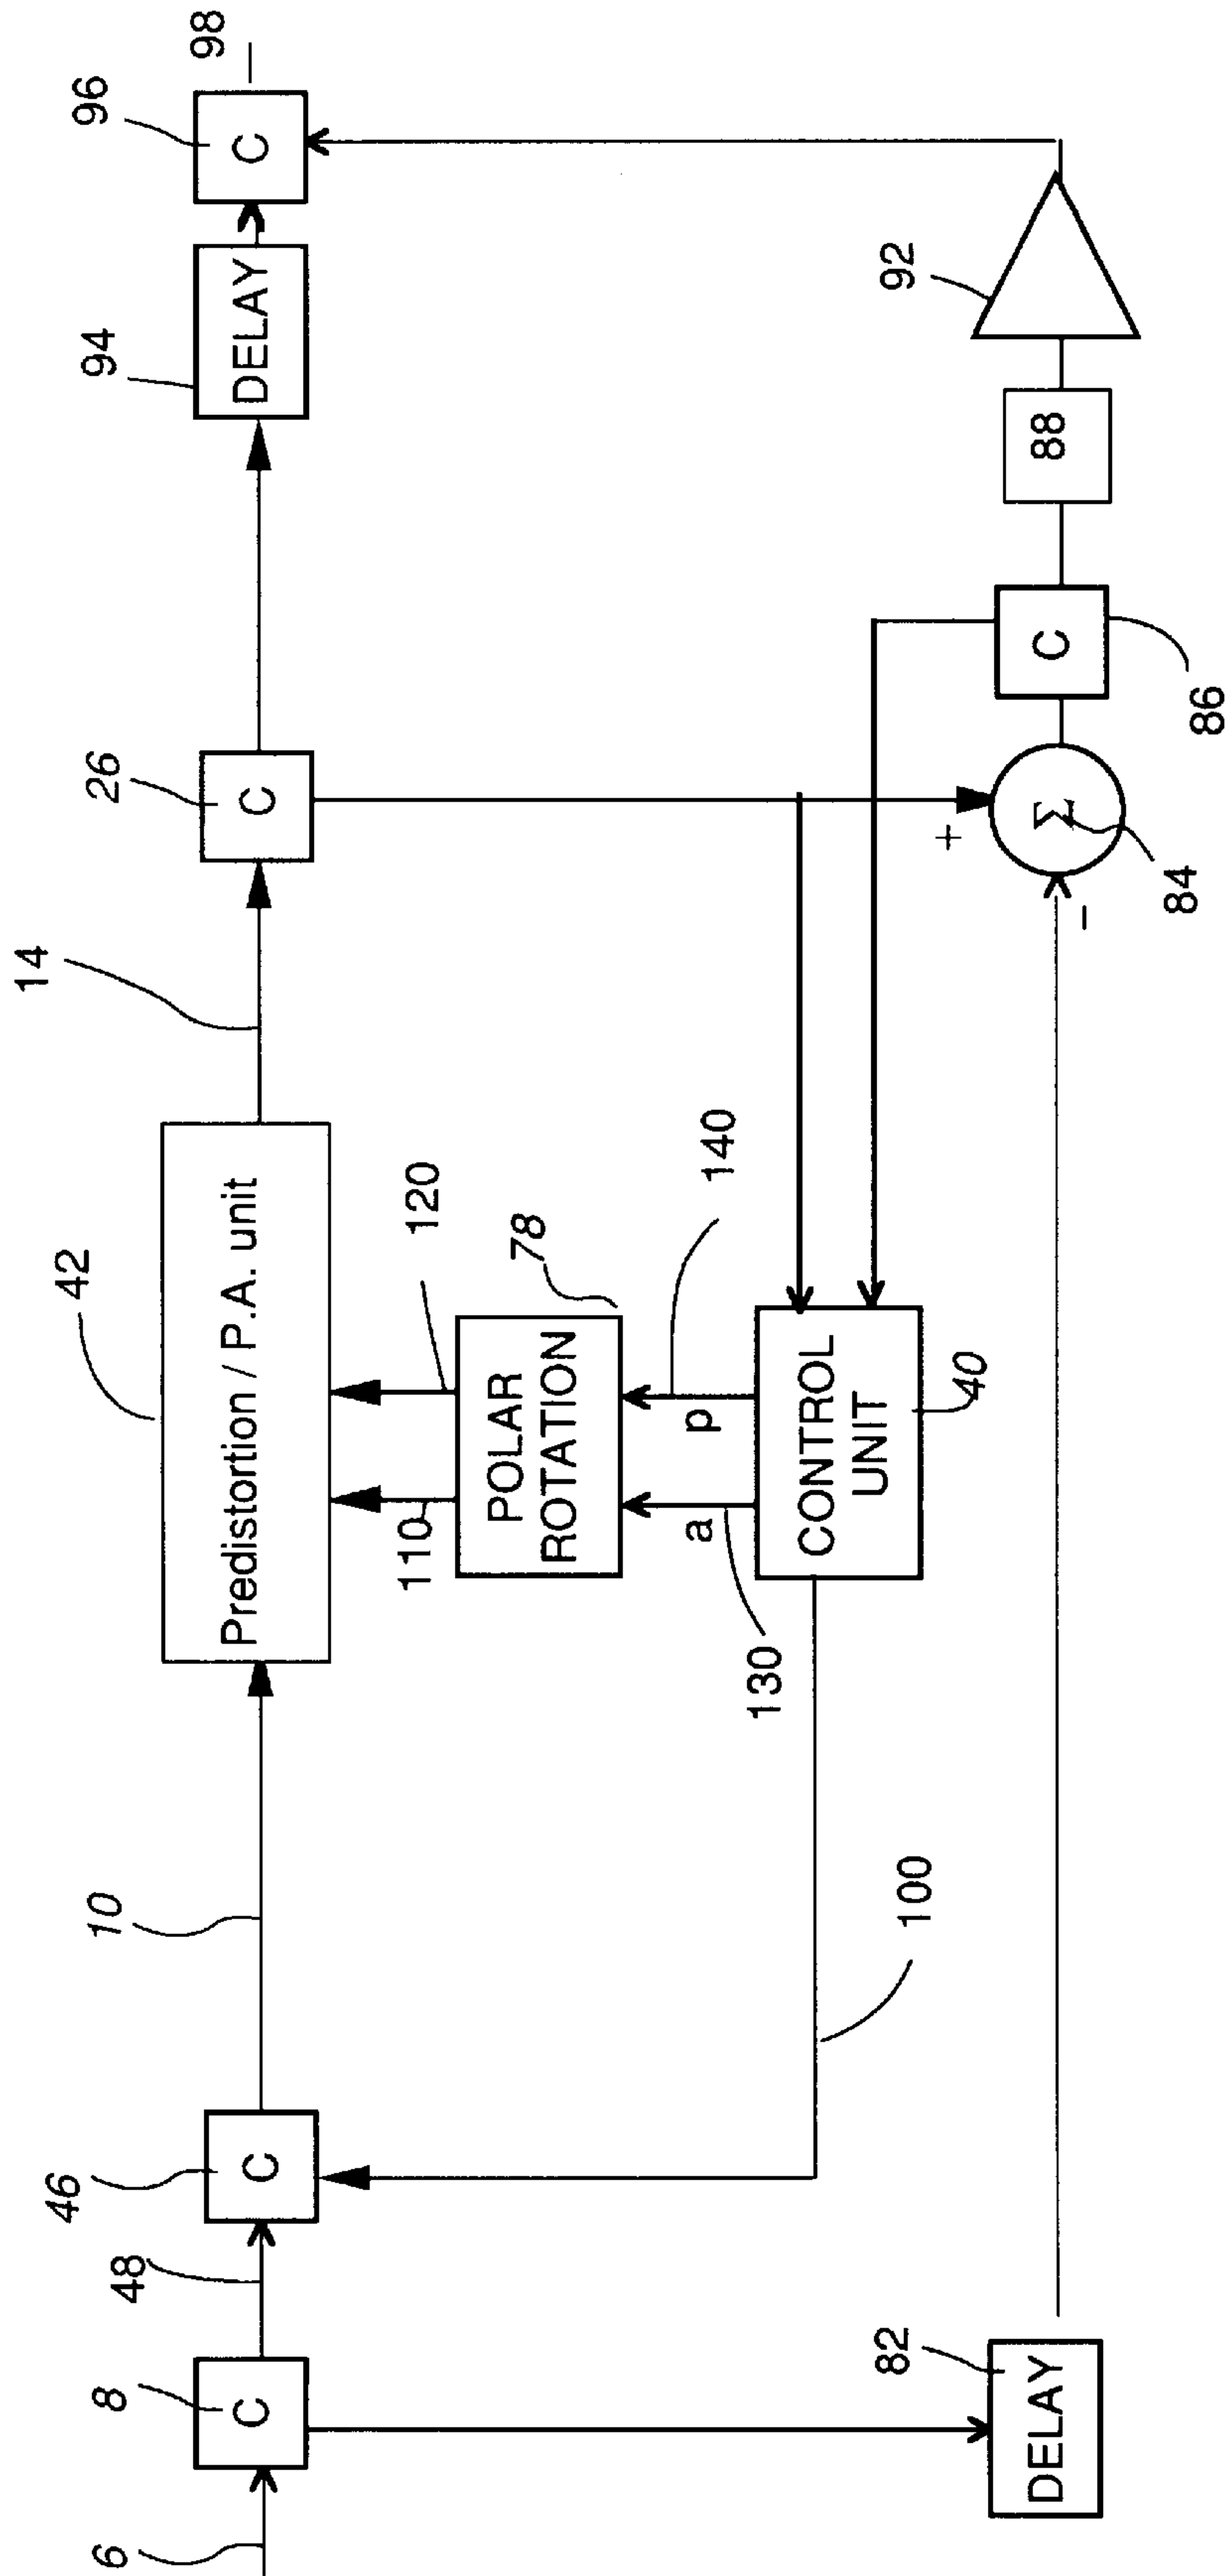 6
8
C
48
46
C
10
42
Predistortion / P.A. unit
14
26
C
94
DELAY
96
C
98
110
120
POLAR
ROTATION
78
a
p
130
140
CONTROL
UNIT
40
100
82
DELAY
+
-
Σ
84
C
86
88
92